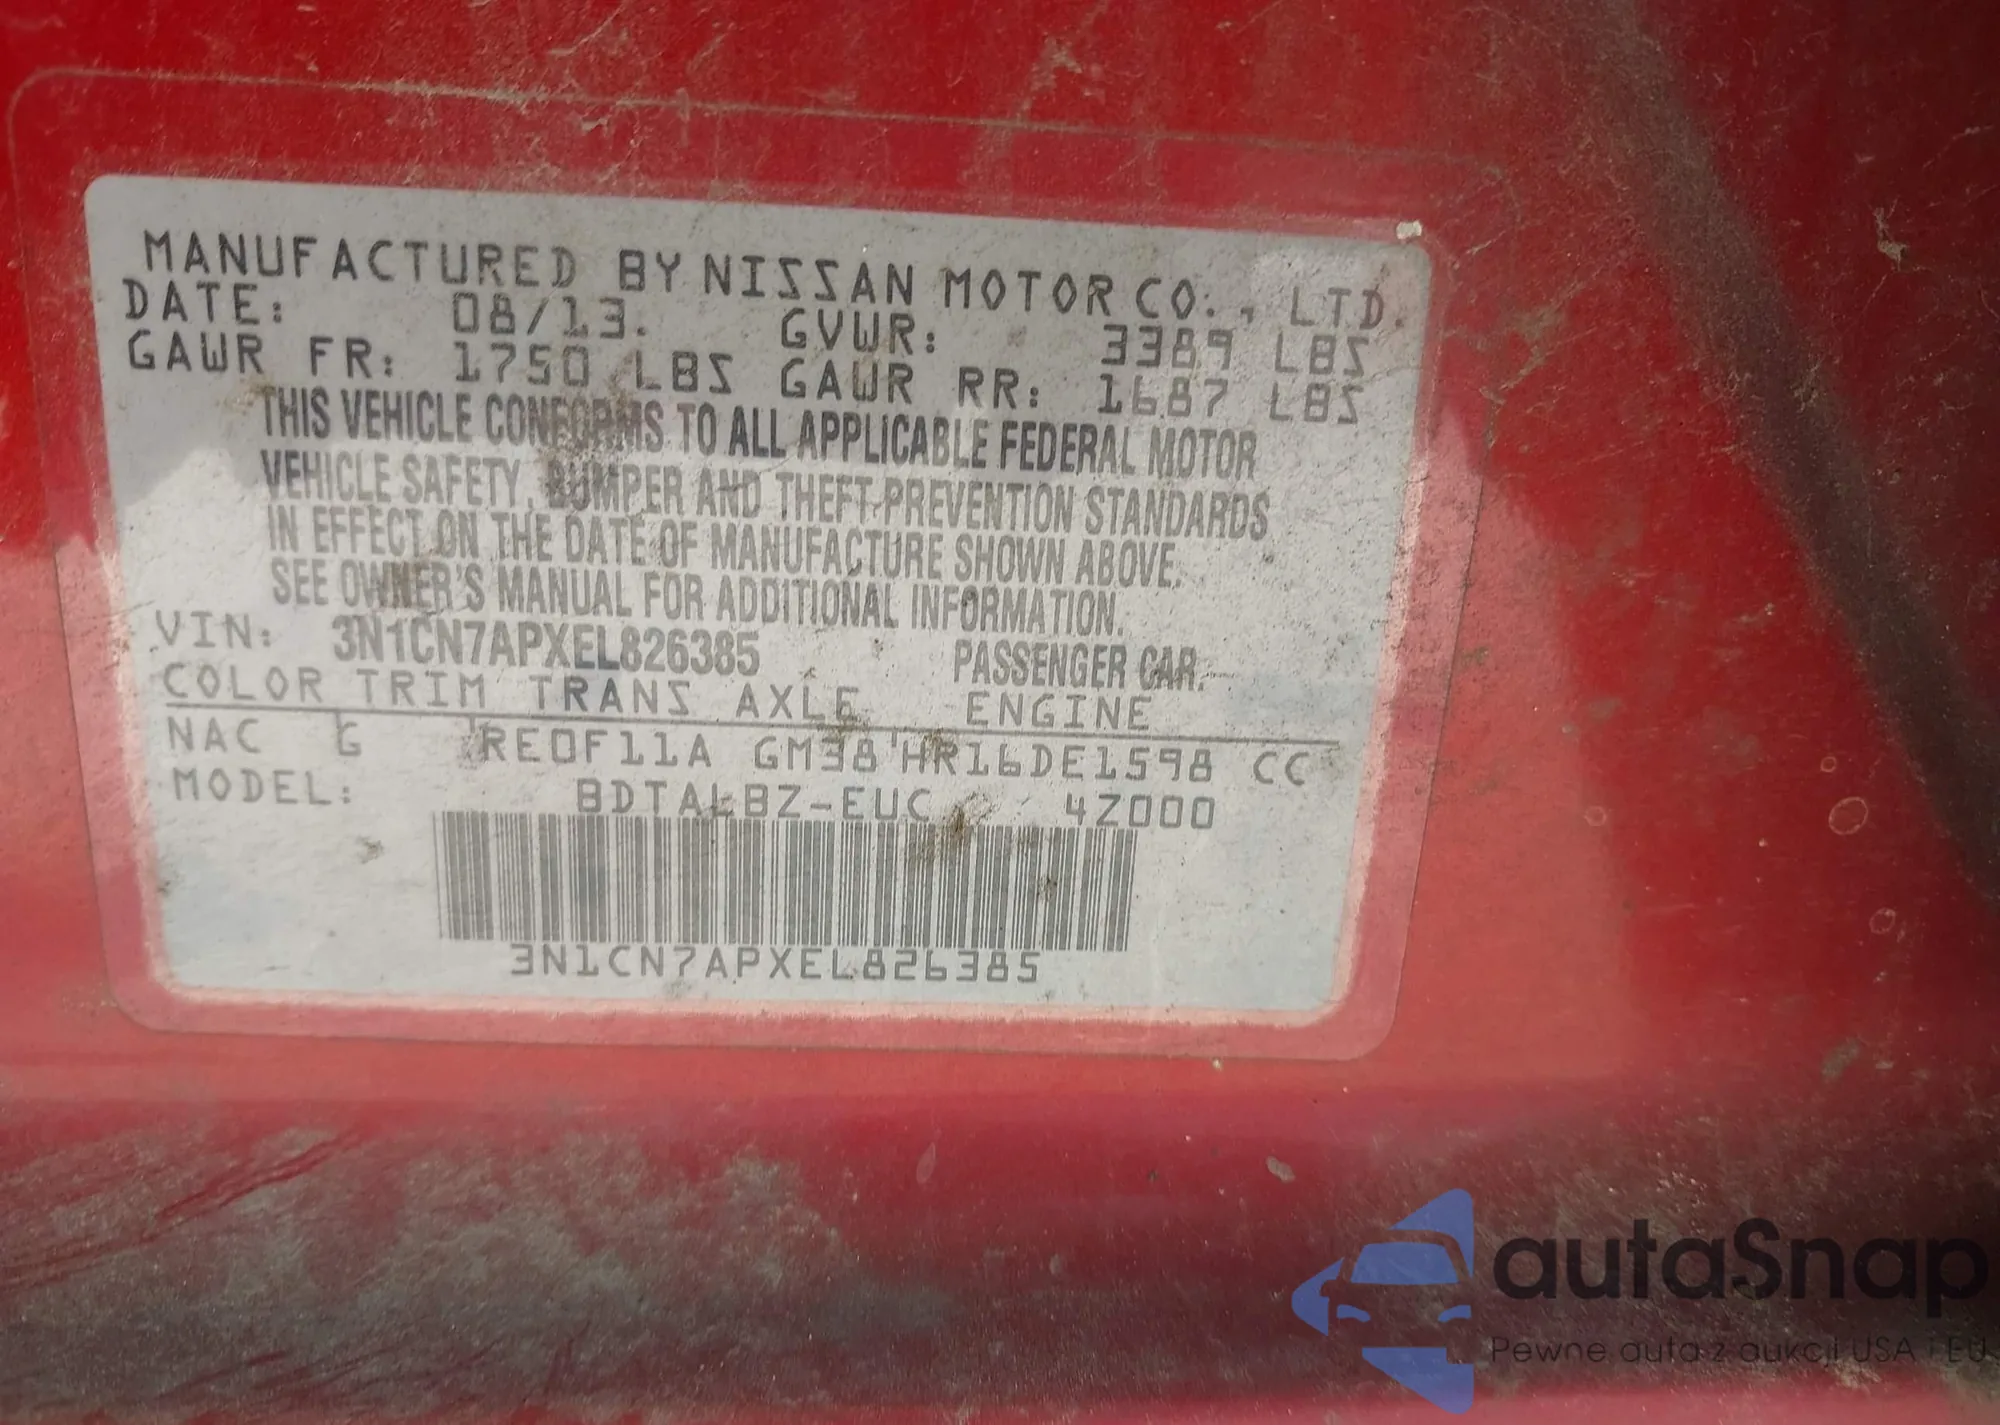 MANUFACTURED BY NISSAN MOTOR CO., LTD.
DATE: 08/13. GVWR: 3389 LBS
GAWR FR: 1750 LBS GAWR RR: 1687 LBS
THIS VEHICLE CONFORMS TO ALL APPLICABLE FEDERAL MOTOR
VEHICLE SAFETY, BUMPER AND THEFT PREVENTION STANDARDS
IN EFFECT ON THE DATE OF MANUFACTURE SHOWN ABOVE.
SEE OWNER'S MANUAL FOR ADDITIONAL INFORMATION.
VIN: 3N1CN7APXEL826385 PASSENGER CAR.
COLOR TRIM TRANS AXLE ENGINE
NAC G RE0F11A GM38 HR16DE1598 CC
MODEL: BDTALBZ-EUC 4Z000
3N1CN7APXEL826385
autaSnap
Pewne auta z aukcji USA i EU